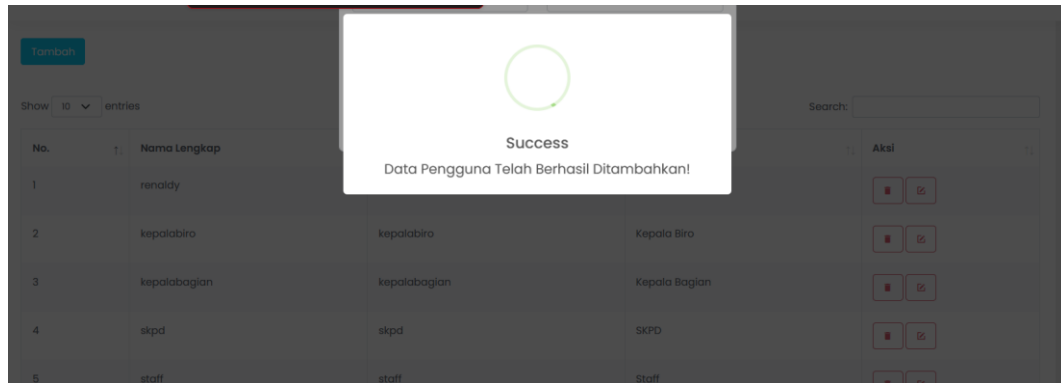 Tambah
Show 10 entries
Search:
No. Nama Lengkap Aksi
Success
Data Pengguna Telah Berhasil Ditambahkan!
1 renaldy
2 kepalabiro kepalabiro Kepala Biro
3 kepalabagian kepalabagian Kepala Bagian
4 skpd skpd SKPD
5 staff staff Staff